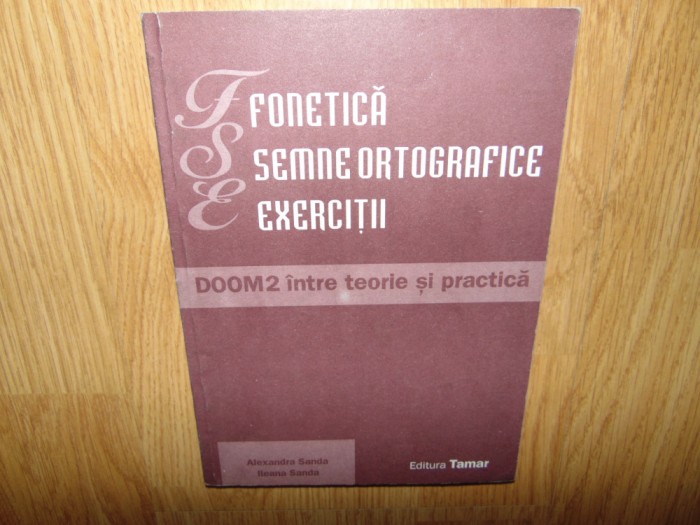 F FONETICĂ
S SEMNE ORTOGRAFICE
E EXERCIȚII
DOOM2 între teorie și practică
Alexandra Sanda
Ileana Sanda
Editura Tamar